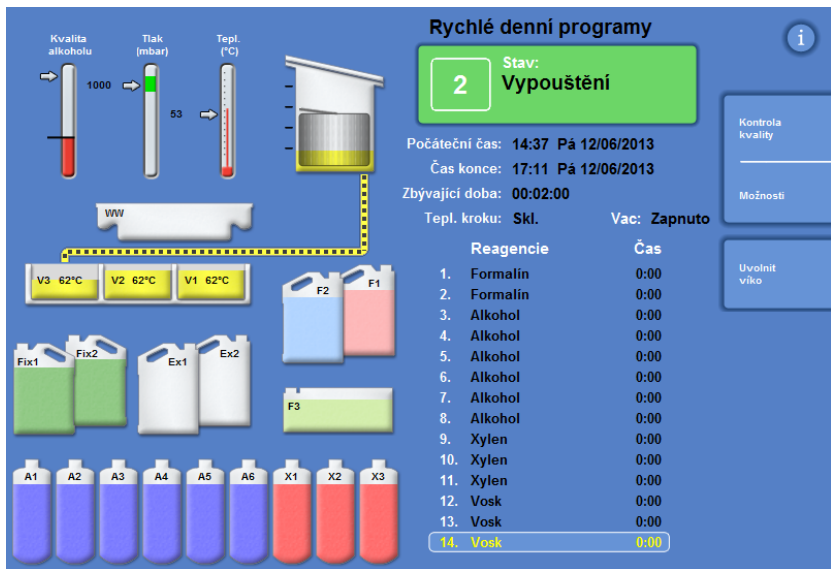 Rychlé denní programy
i
Kvalita
alkoholu
Tlak
(mbar)
Tepl.
(°C)
1000
53
2
Stav:
Vypouštění
Počáteční čas: 14:37 Pá 12/06/2013
Čas konce: 17:11 Pá 12/06/2013
Zbývající doba: 00:02:00
Tepl. kroku: Skl. Vac: Zapnuto
Kontrola
kvality
Možnosti
Uvolnit
víko
WW
V3 62°C V2 62°C V1 62°C
F2 F1
Fix1 Fix2 Ex1 Ex2
F3
A1 A2 A3 A4 A5 A6 X1 X2 X3
Reagencie Čas
1. Formalín 0:00
2. Formalín 0:00
3. Alkohol 0:00
4. Alkohol 0:00
5. Alkohol 0:00
6. Alkohol 0:00
7. Alkohol 0:00
8. Alkohol 0:00
9. Xylen 0:00
10. Xylen 0:00
11. Xylen 0:00
12. Vosk 0:00
13. Vosk 0:00
14. Vosk 0:00